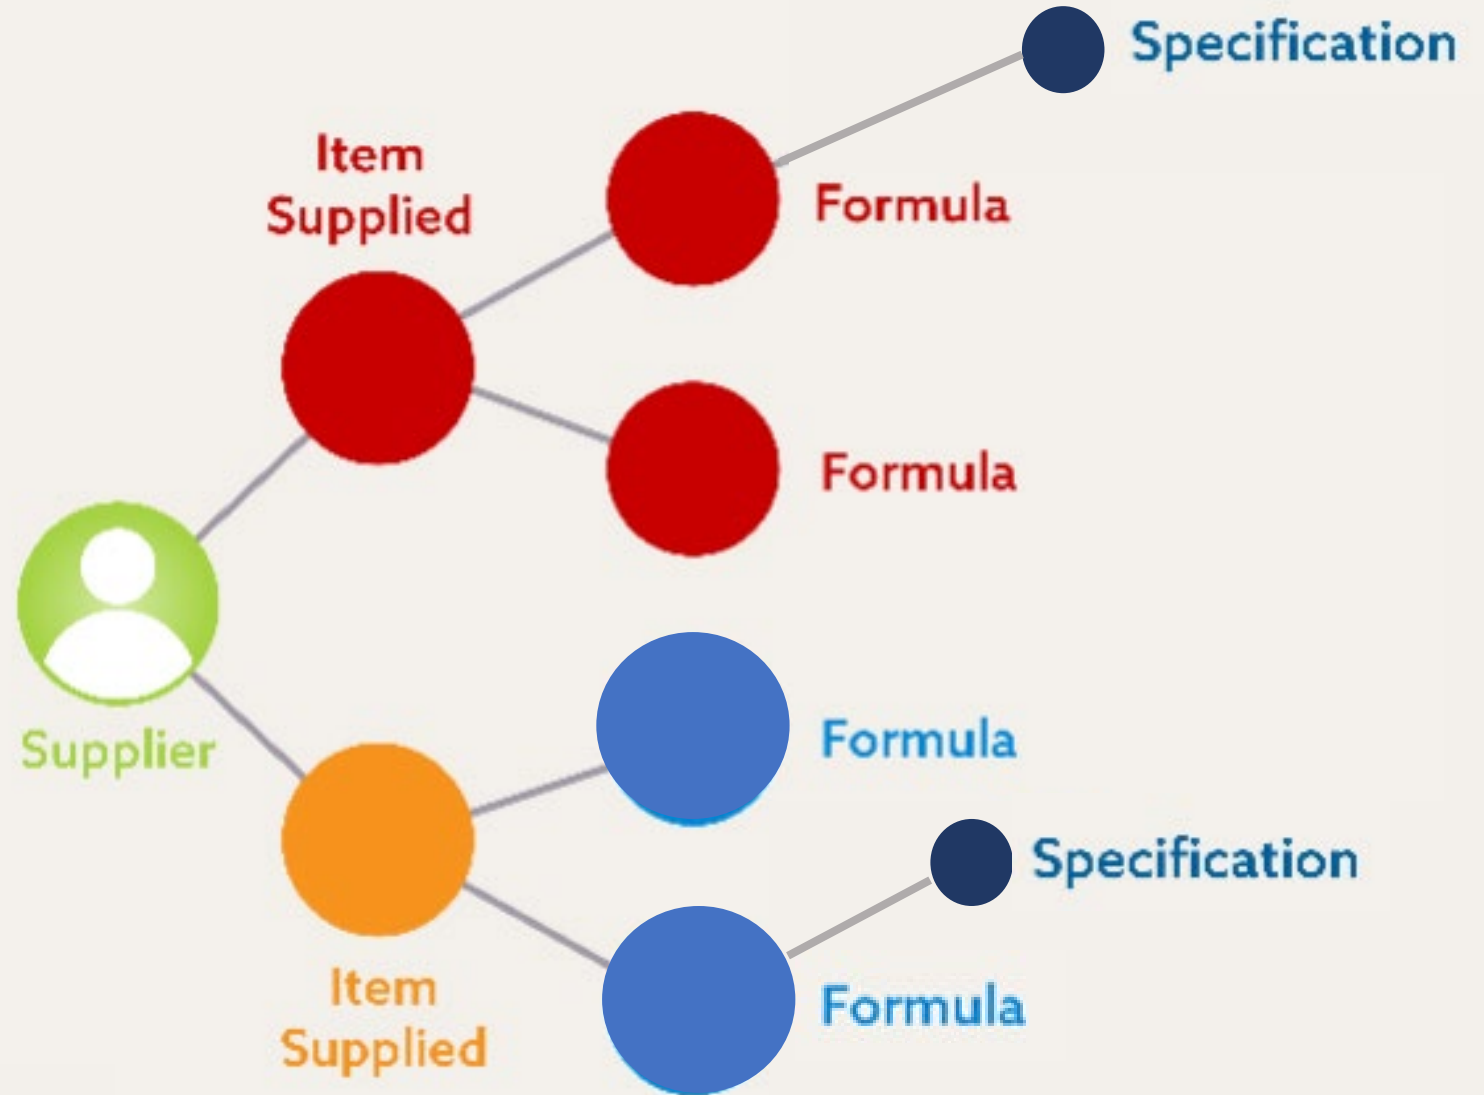 Specification
Item
Supplied
Formula
Formula
Supplier
Formula
Specification
Item
Supplied
Formula